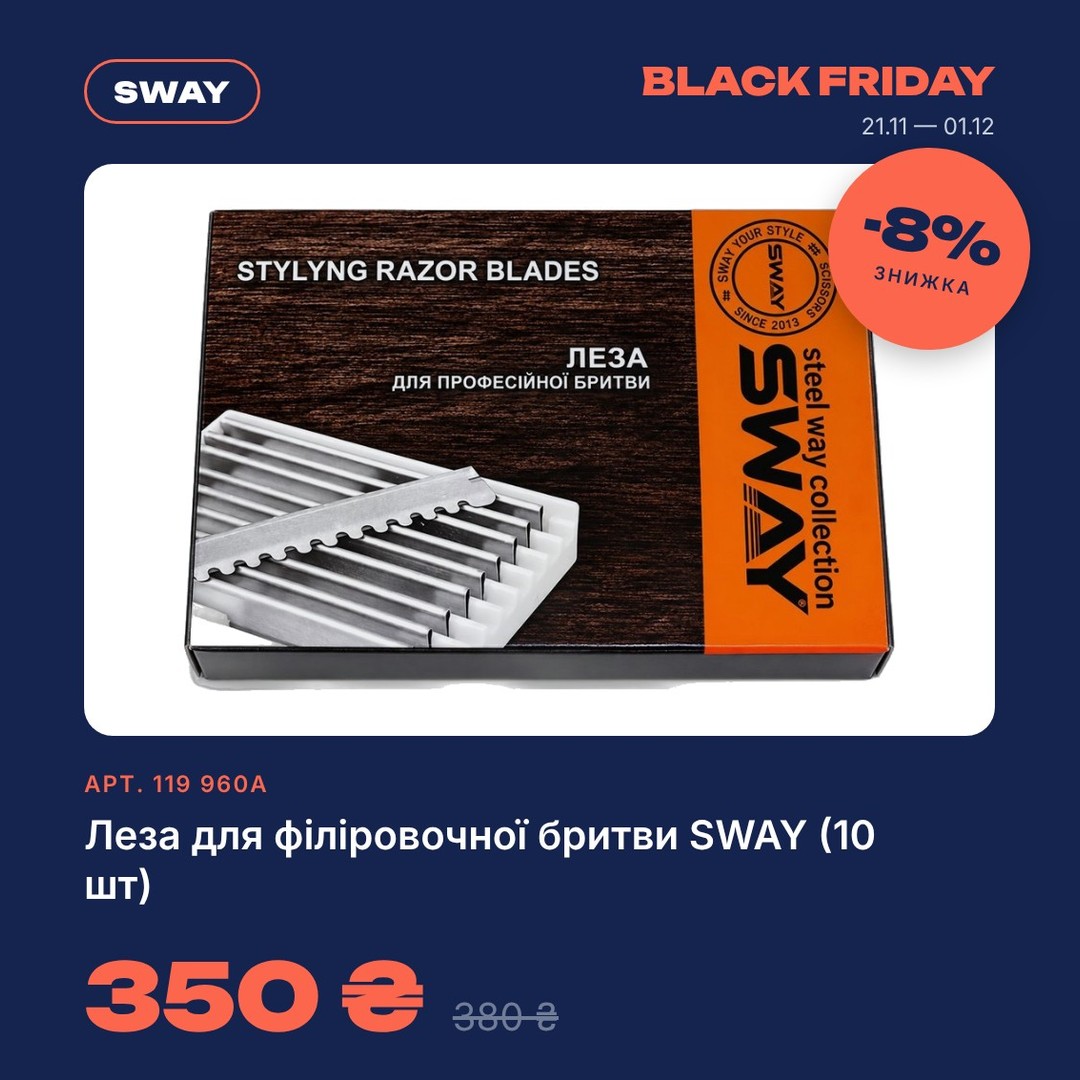 SWAY
BLACK FRIDAY
21.11 — 01.12
-8%
ЗНИЖКА
STYLYNG RAZOR BLADES
ЛЕЗА
ДЛЯ ПРОФЕСІЙНОЇ БРИТВИ
# SWAY YOUR STYLE # SCISSORS
SINCE 2013
SWAY
steel way collection
SWAY®
АРТ. 119 960A
Леза для філіровочної бритви SWAY (10
шт)
350 ₴
380 ₴